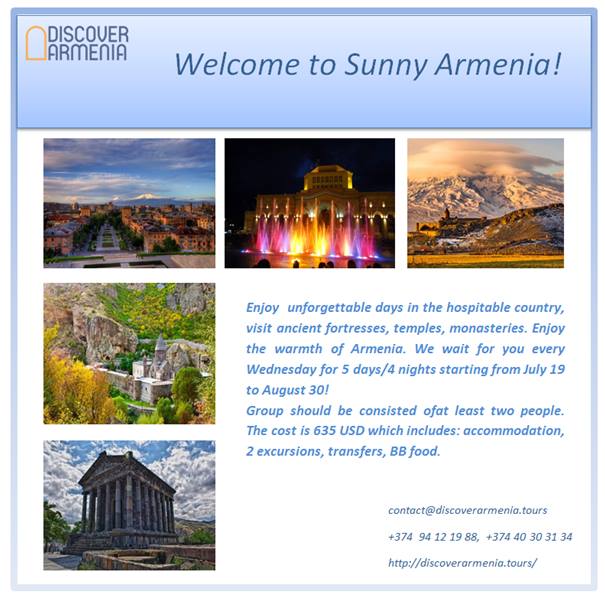 DISCOVER
ARMENIA
Welcome to Sunny Armenia!
Enjoy unforgettable days in the hospitable country,
visit ancient fortresses, temples, monasteries. Enjoy
the warmth of Armenia. We wait for you every
Wednesday for 5 days/4 nights starting from July 19
to August 30!
Group should be consisted ofat least two people.
The cost is 635 USD which includes: accommodation,
2 excursions, transfers, BB food.
contact@discoverarmenia.tours
+374 94 12 19 88, +374 40 30 31 34
http://discoverarmenia.tours/